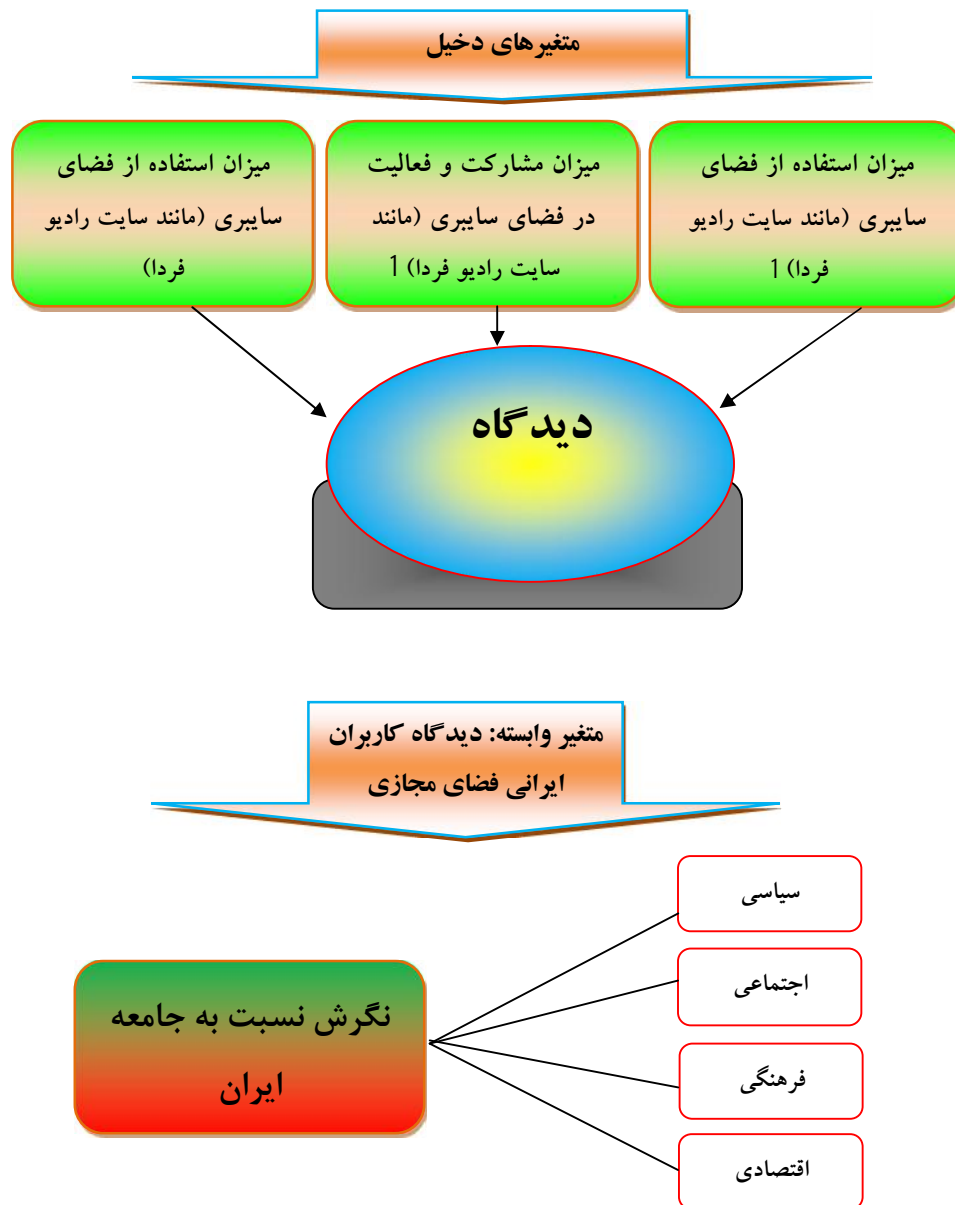 متغیرهای دخیل
میزان استفاده از فضای
سایبری (مانند سایت رادیو
فردا) 1
میزان مشارکت و فعالیت
در فضای سایبری (مانند
سایت رادیو فردا) 1
میزان استفاده از فضای
سایبری (مانند سایت رادیو
فردا)
دیدگاه
متغیر وابسته: دیدگاه کاربران
ایرانی فضای مجازی
نگرش نسبت به جامعه
ایران
سیاسی
اجتماعی
فرهنگی
اقتصادی